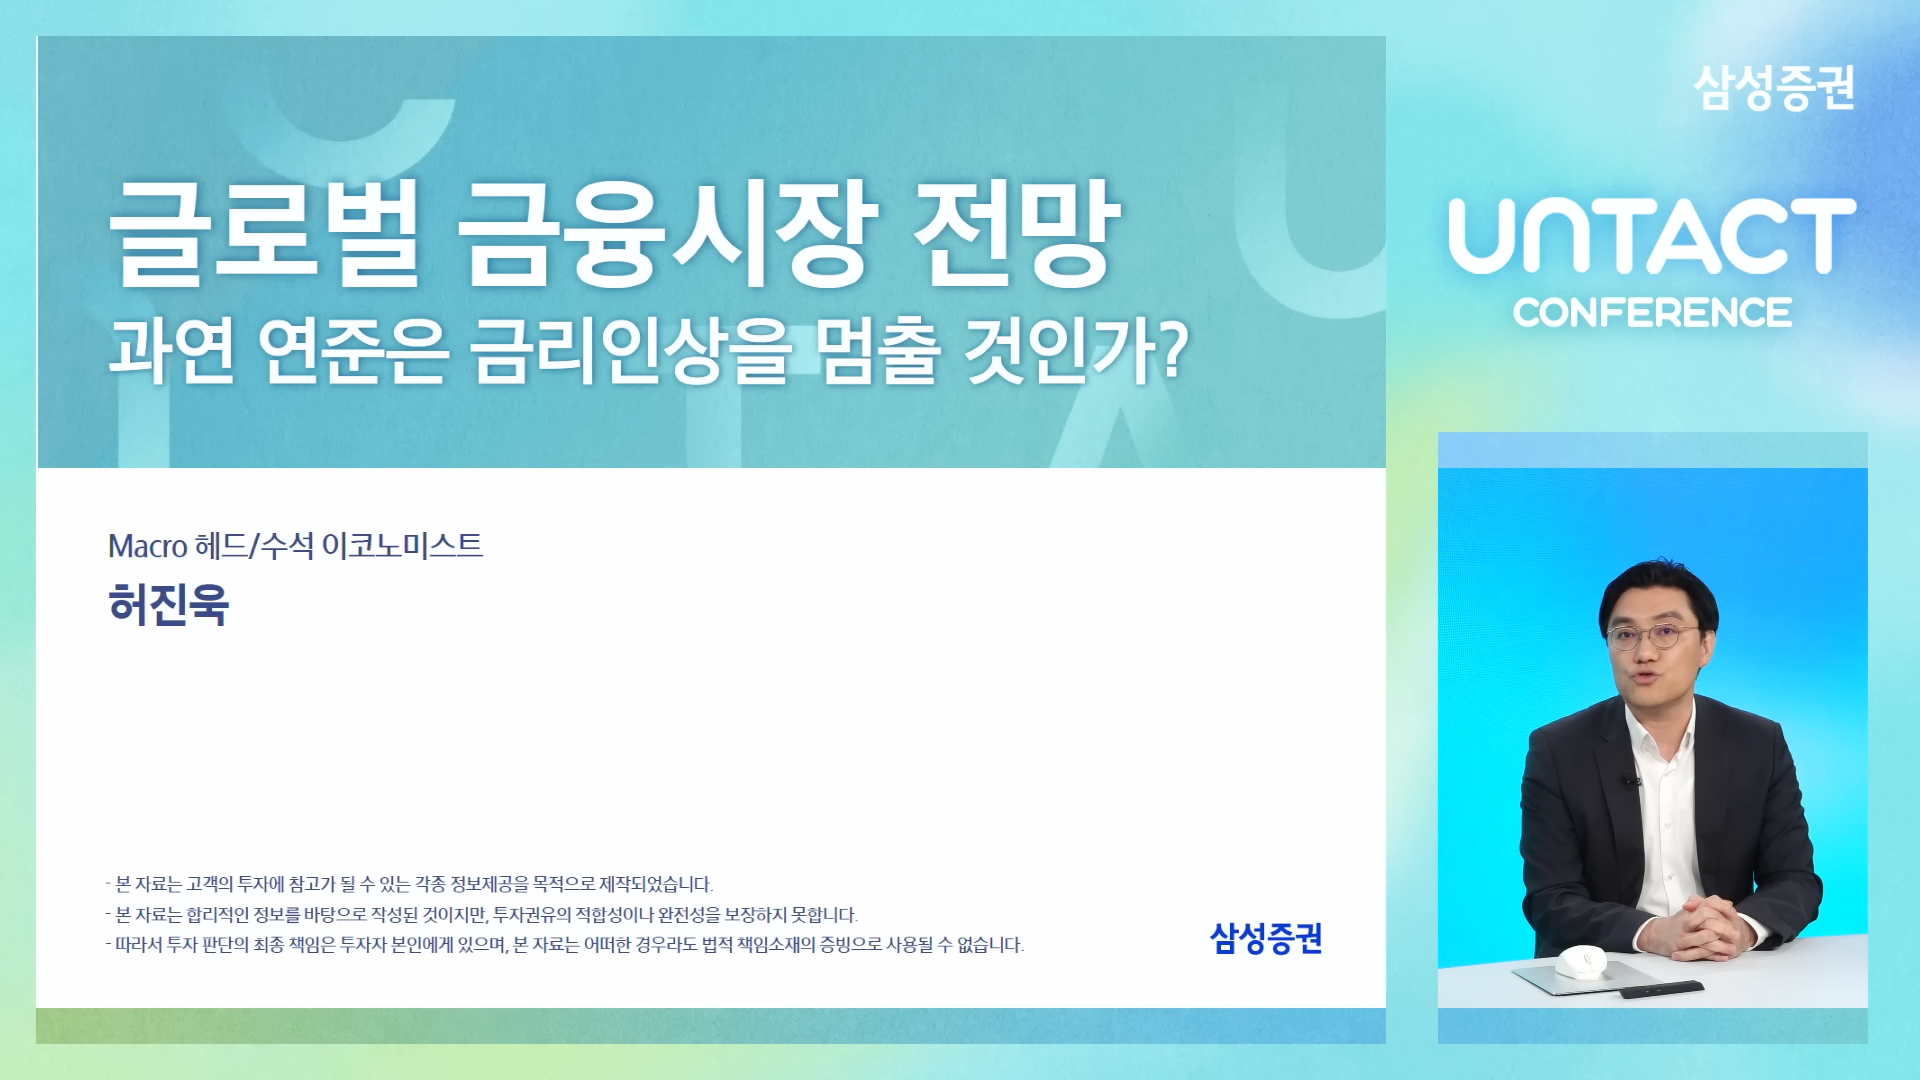 글로벌 금융시장 전망
과연 연준은 금리인상을 멈출 것인가?
Macro 헤드/수석 이코노미스트
허진욱
- 본 자료는 고객의 투자에 참고가 될 수 있는 각종 정보제공을 목적으로 제작되었습니다.
- 본 자료는 합리적인 정보를 바탕으로 작성된 것이지만, 투자권유의 적합성이나 완전성을 보장하지 못합니다.
- 따라서 투자 판단의 최종 책임은 투자자 본인에게 있으며, 본 자료는 어떠한 경우라도 법적 책임소재의 증빙으로 사용될 수 없습니다.
삼성증권
삼성증권
UNTACT
CONFERENCE